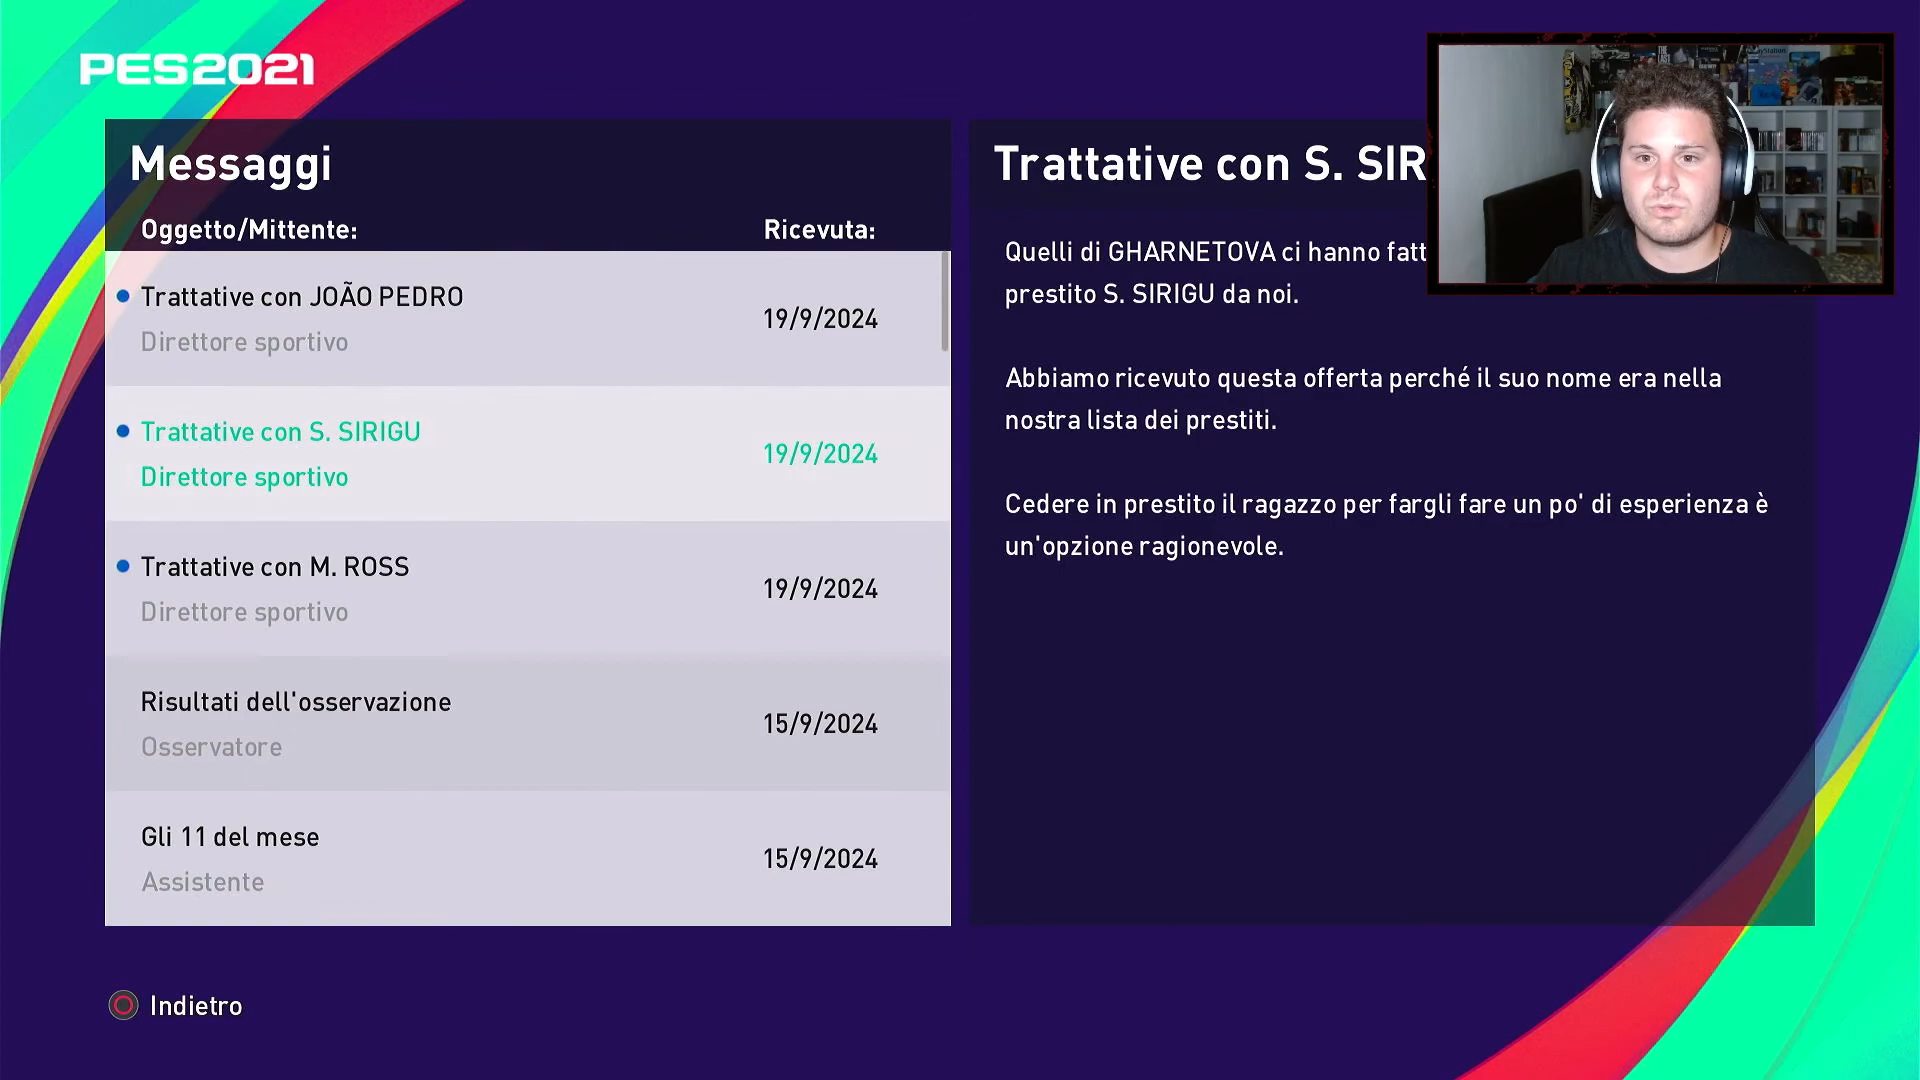 PES2021
Messaggi
Oggetto/Mittente: Ricevuta:
Trattative con JOÃO PEDRO
Direttore sportivo
19/9/2024
Trattative con S. SIRIGU
Direttore sportivo
19/9/2024
Trattative con M. ROSS
Direttore sportivo
19/9/2024
Risultati dell'osservazione
Osservatore
15/9/2024
Gli 11 del mese
Assistente
15/9/2024
Trattative con S. SIR
Quelli di GHARNETOVA ci hanno fatt
prestito S. SIRIGU da noi.
Abbiamo ricevuto questa offerta perché il suo nome era nella
nostra lista dei prestiti.
Cedere in prestito il ragazzo per fargli fare un po' di esperienza è
un'opzione ragionevole.
Indietro